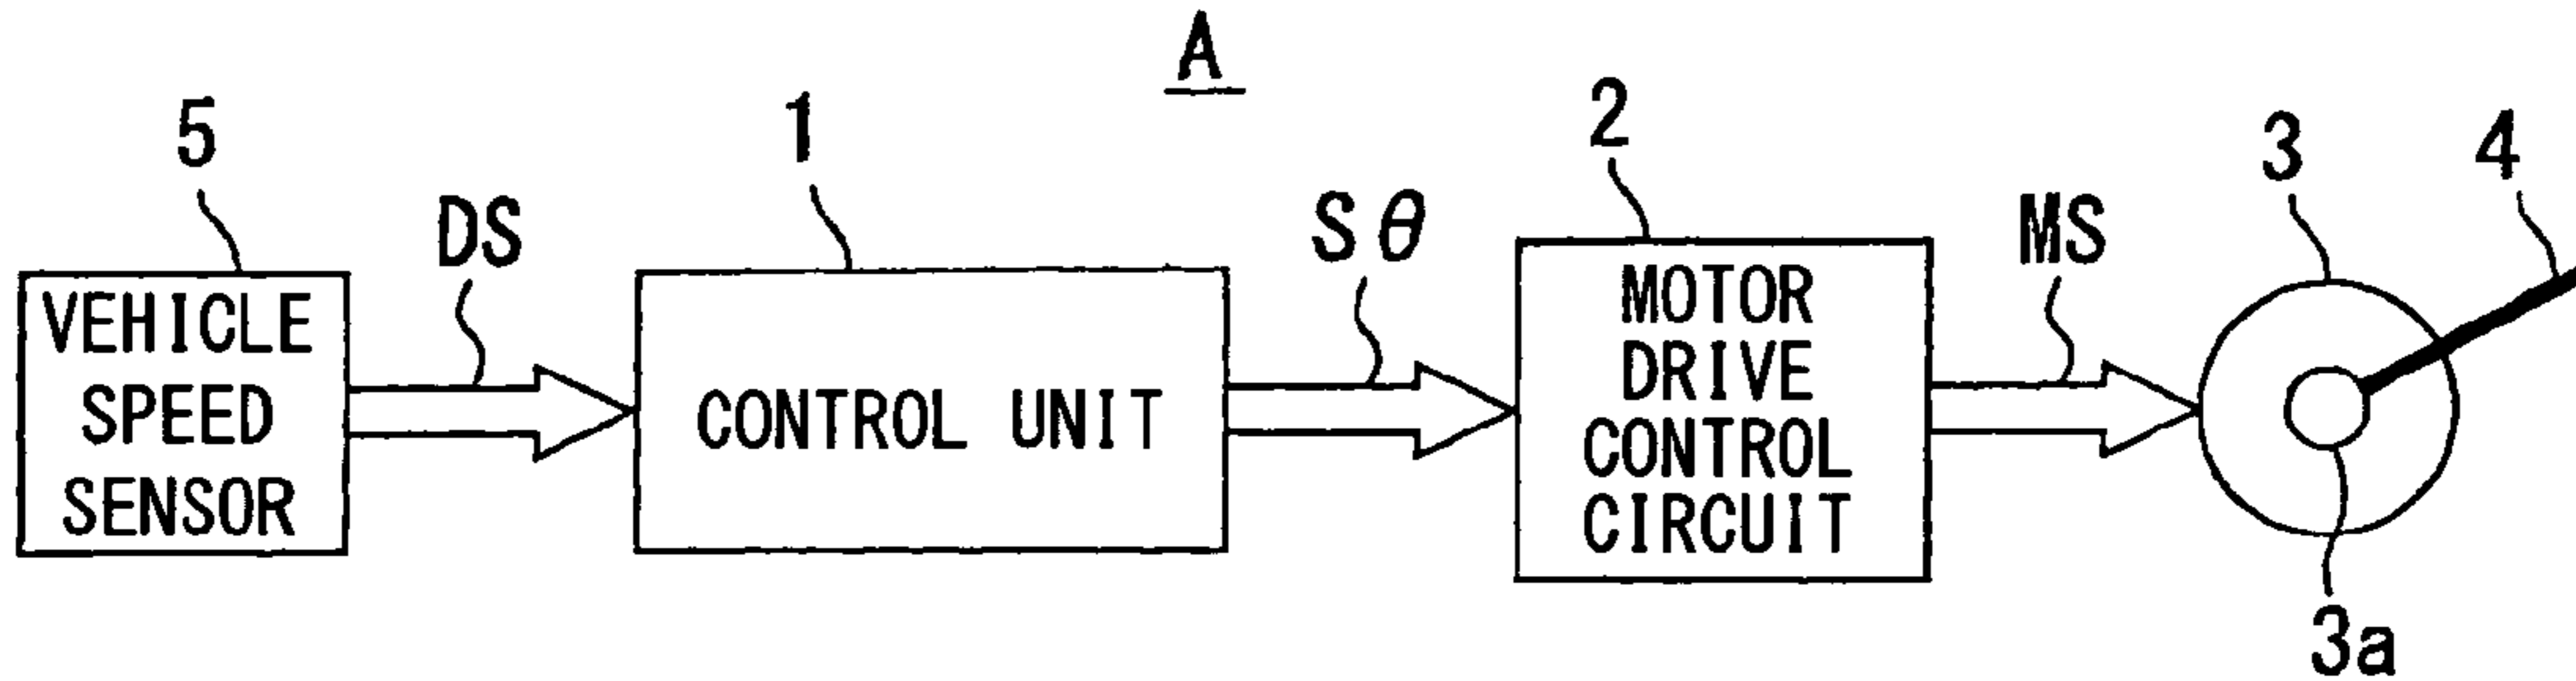 A
5
DS
1
Sθ
2
MS
3
4
VEHICLE
SPEED
SENSOR
CONTROL UNIT
MOTOR
DRIVE
CONTROL
CIRCUIT
3a